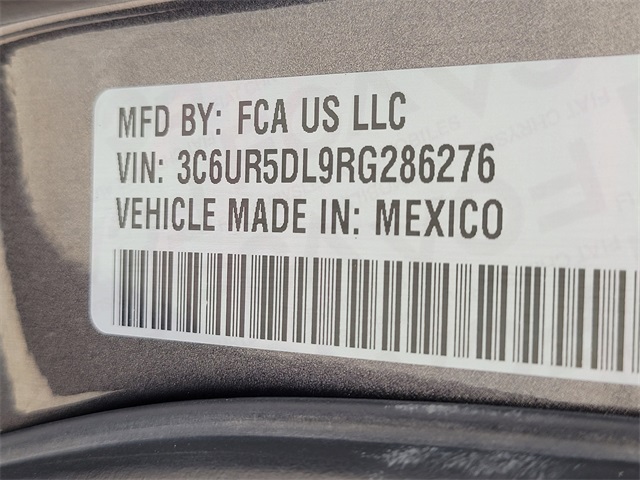 MFD BY: FCA US LLC
VIN: 3C6UR5DL9RG286276
VEHICLE MADE IN: MEXICO